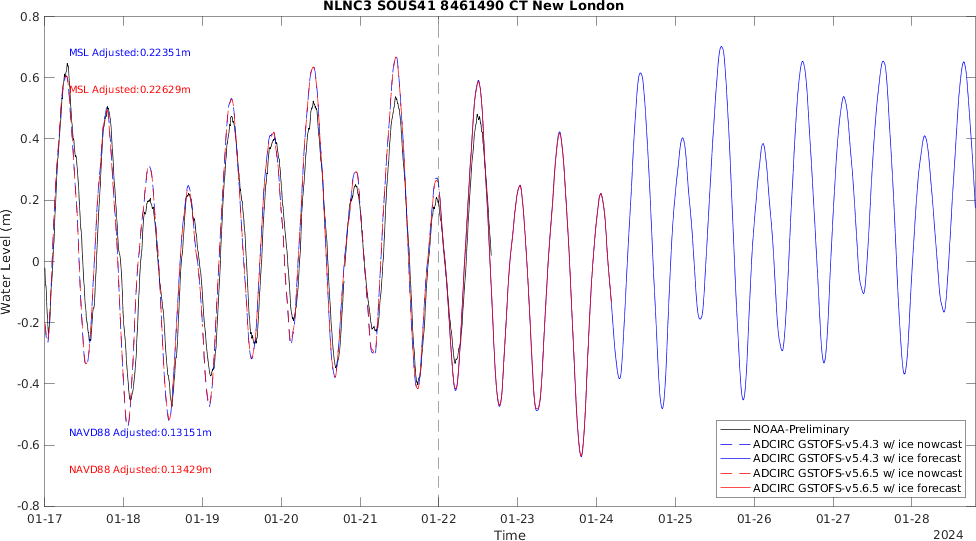 NLNC3 SOUS41 8461490 CT New London
0.8
0.6
0.4
0.2
0
-0.2
-0.4
-0.6
-0.8
Water Level (m)
MSL Adjusted:0.22351m
MSL Adjusted:0.22629m
NAVD88 Adjusted:0.13151m
NAVD88 Adjusted:0.13429m
NOAA-Preliminary
ADCIRC GSTOFS-v5.4.3 w/ ice nowcast
ADCIRC GSTOFS-v5.4.3 w/ ice forecast
ADCIRC GSTOFS-v5.6.5 w/ ice nowcast
ADCIRC GSTOFS-v5.6.5 w/ ice forecast
01-17 01-18 01-19 01-20 01-21 01-22 01-23 01-24 01-25 01-26 01-27 01-28
Time
2024